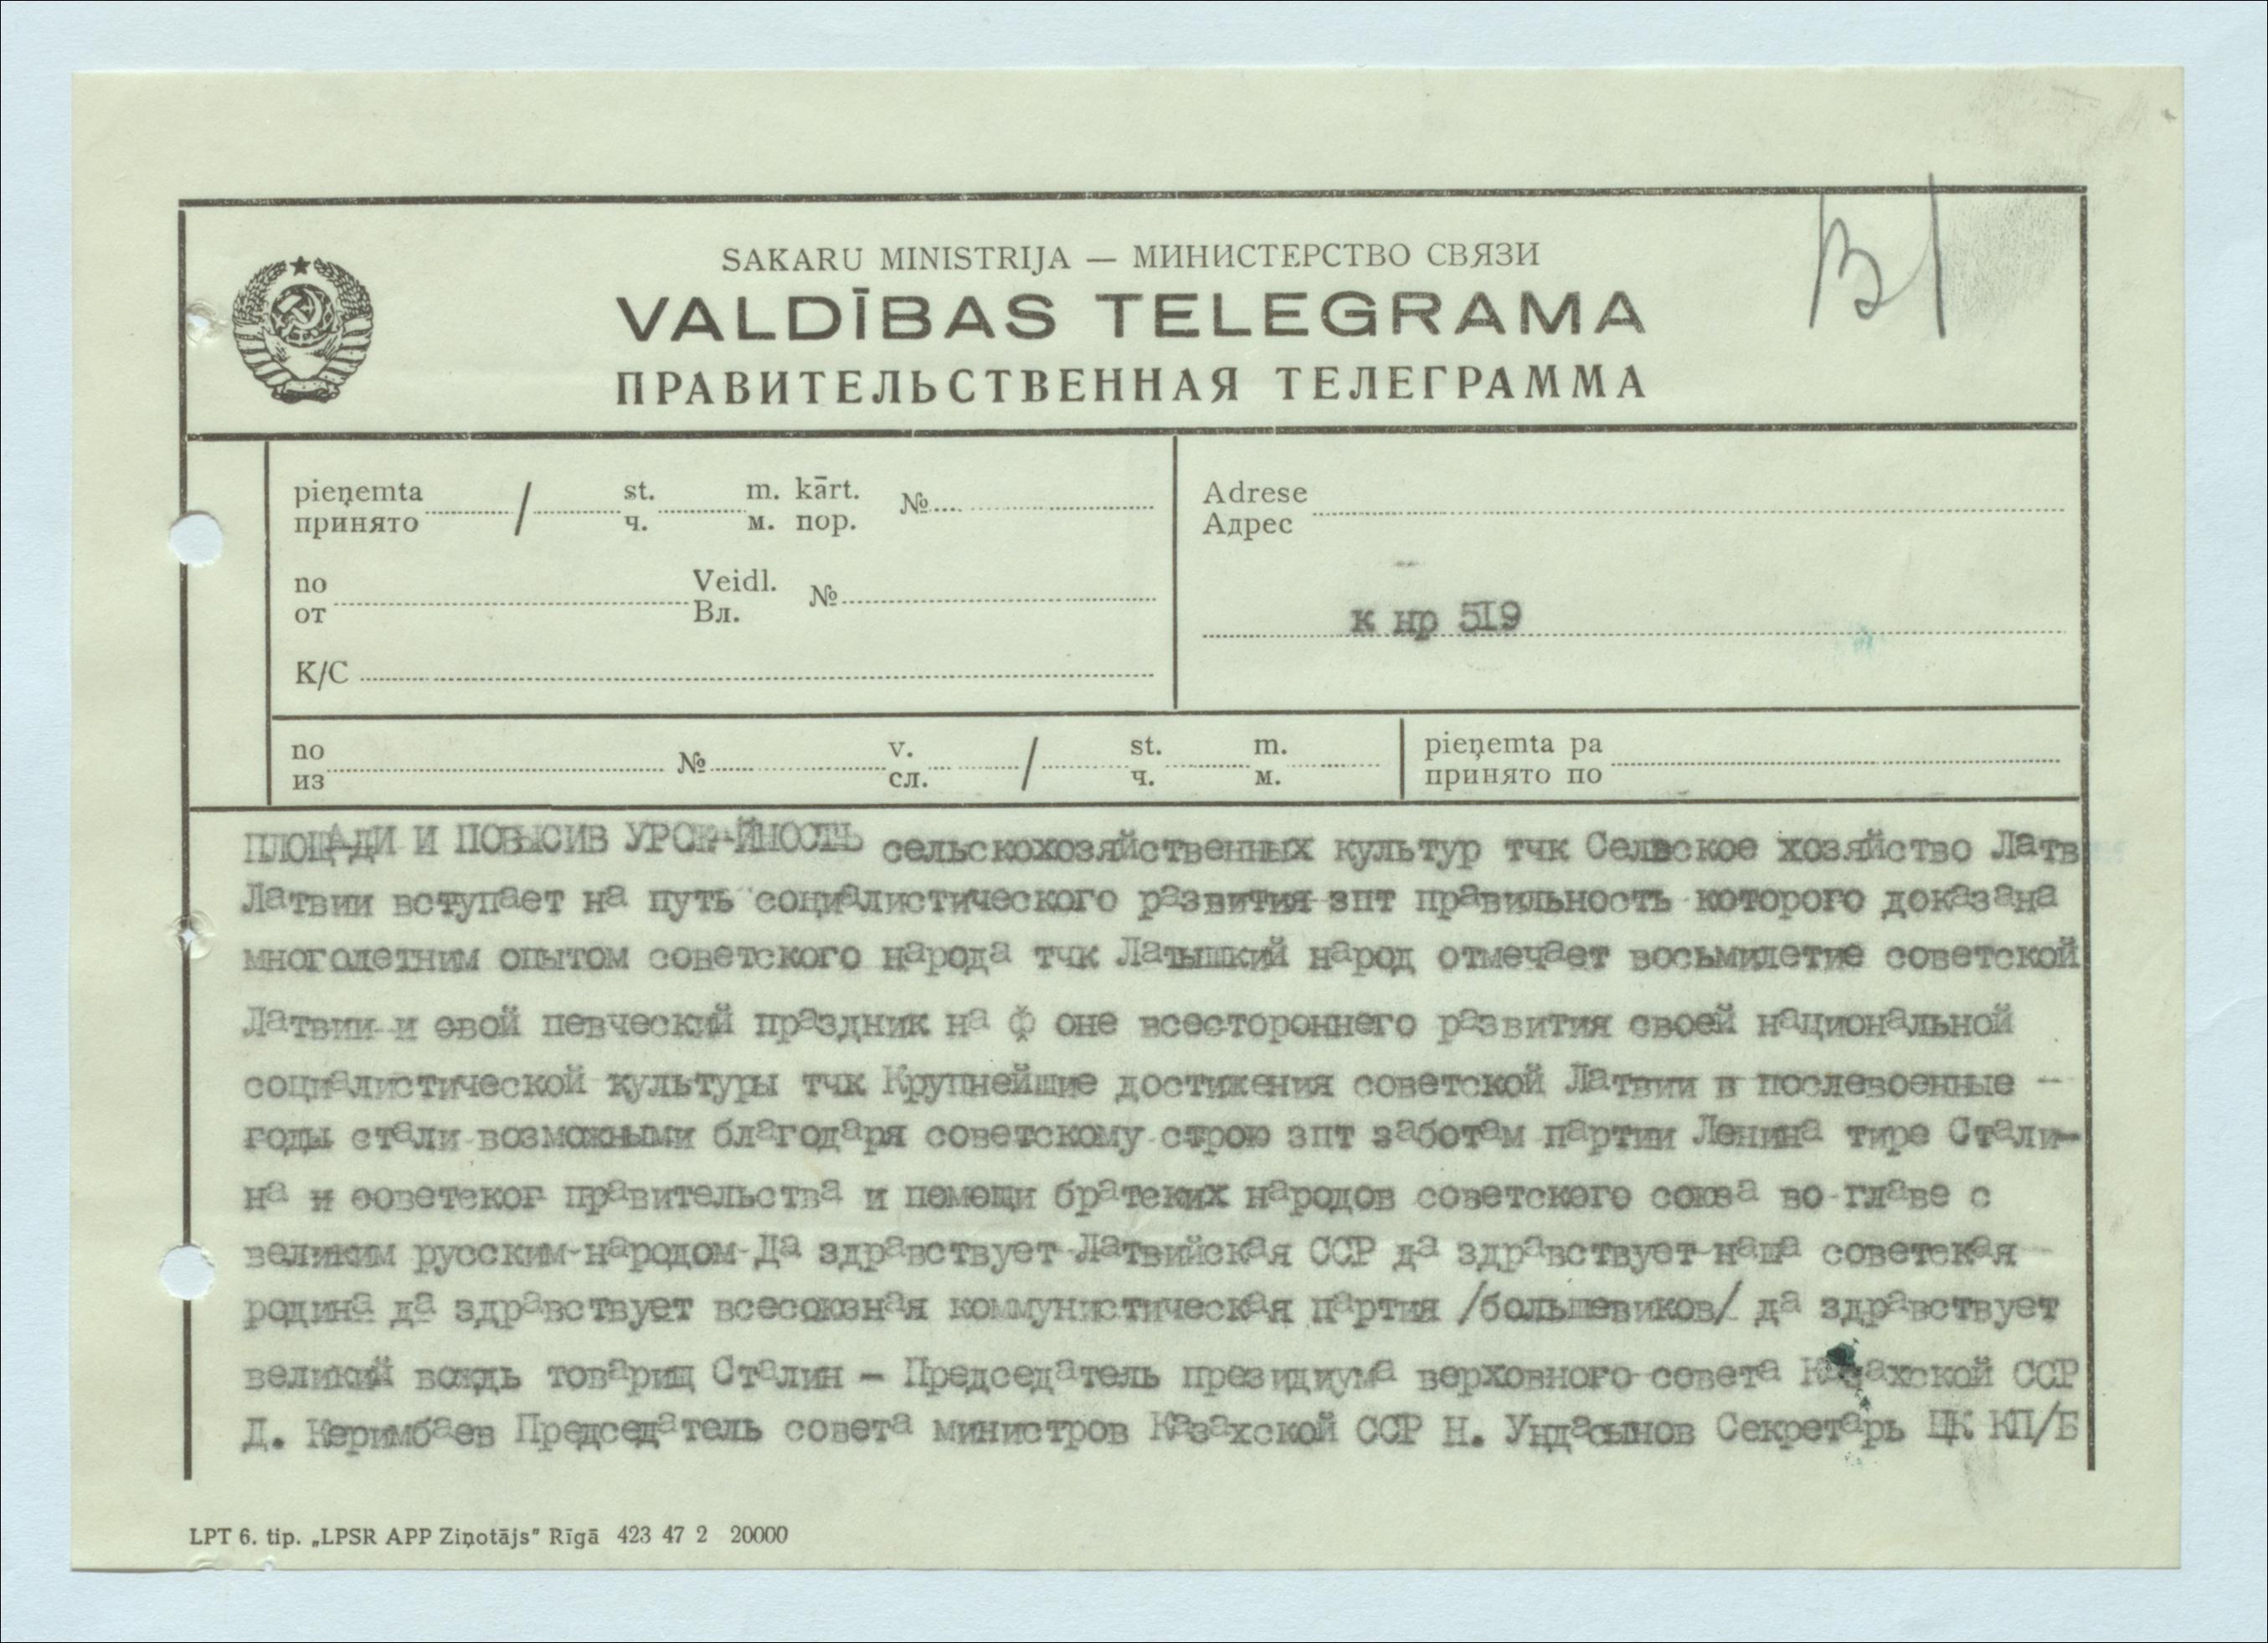 SAKARU MINISTRIJA — МИНИСТЕРСТВО СВЯЗИ
VALDĪBAS TELEGRAMA
ПРАВИТЕЛЬСТВЕННАЯ ТЕЛЕГРАММА
pieņemta / st. m. kārt. №
принято ч. м. пор.
no Veidl. №
от Вл.
K/C
Adrese
Адрес
к нр 519
no № v. / st. m.
из сл. ч. м.
pieņemta pa
принято по
ПЛОЩАДИ И ПОВЫСИВ УРОЖАЙНОСТЬ сельскохозяйственных культур тчк Сельское хозяйство Латв
Латвии вступает на путь социалистического развития зпт правильность которого доказана
многолетним опытом советского народа тчк Латышкий народ отмечает восьмилетие советской
Латвии и свой певческий праздник на ф оне всестороннего развития своей национальной
социалистической культуры тчк Крупнейшие достижения советской Латвии в послевоенные –
годы стали возможными благодаря советскому строю зпт заботам партии Ленина тире Стали-
на и советског правительства и помощи братских народов советского союза во главе с
великим русским народом Да здравствует Латвийская ССР да здравствует наша советская
родина да здравствует всесоюзная коммунистическая партия /большевиков/ да здравствует
великий вождь товарищ Сталин – Председатель президиума верховного совета Казахской ССР
Д. Керимбаев Председатель совета министров Казахской ССР Н. Ундасынов Секретарь ЦК КП/Б
LPT 6. tip. „LPSR APP Ziņotājs" Rīgā 423 47 2 20000